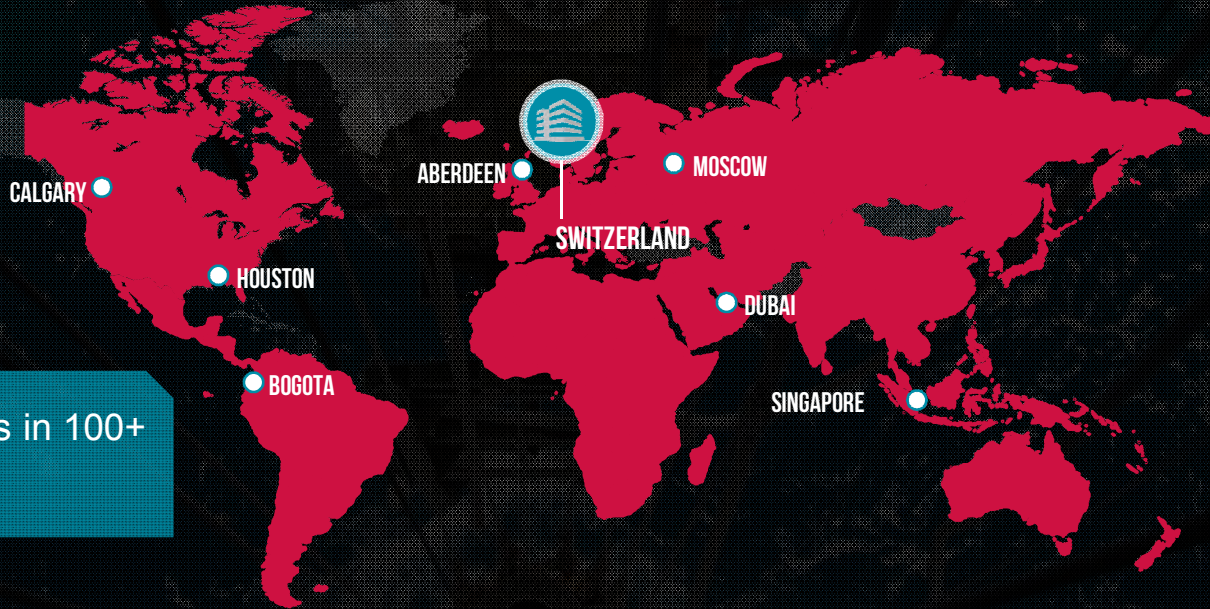 ABERDEEN
MOSCOW
CALGARY
SWITZERLAND
HOUSTON
DUBAI
BOGOTA
SINGAPORE
in 100+